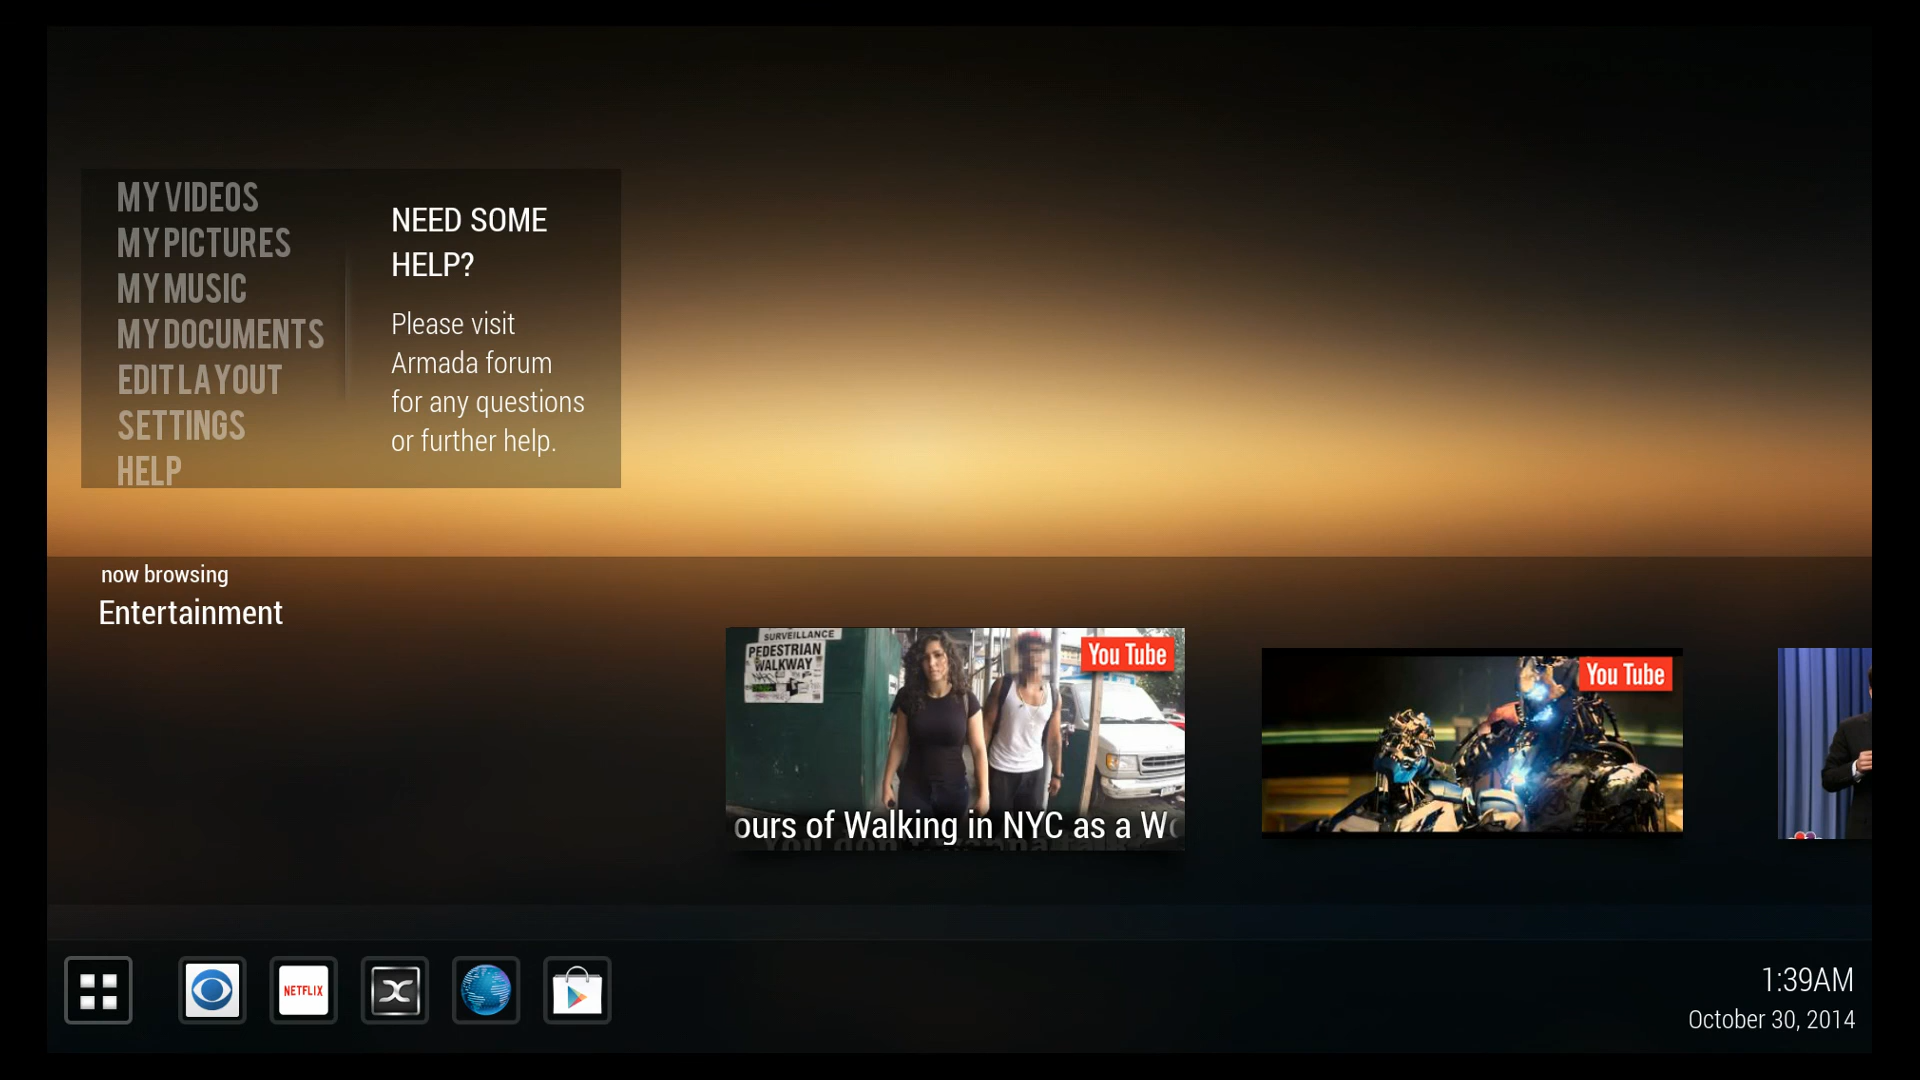 MY VIDEOS
MY PICTURES
MY MUSIC
MY DOCUMENTS
EDIT LAYOUT
SETTINGS
HELP
NEED SOME
HELP?
Please visit
Armada forum
for any questions
or further help.
now browsing
Entertainment
SURVEILLANCE
PEDESTRIAN
WALKWAY
You Tube
ours of Walking in NYC as a Wo
You Tube
NETFLIX
1:39AM
October 30, 2014